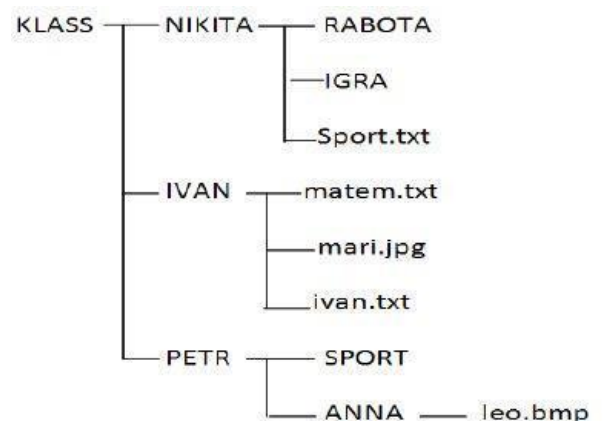 KLASS NIKITA RABOTA
IGRA
Sport.txt
IVAN matem.txt
mari.jpg
ivan.txt
PETR SPORT
ANNA leo.bmp